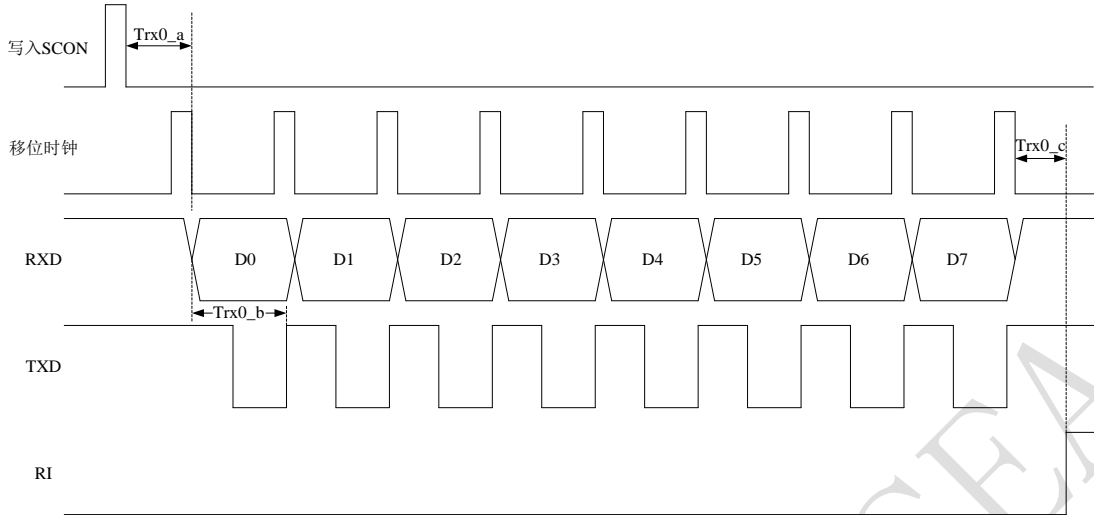 写入SCON
Trx0_a
移位时钟
Trx0_c
RXD
D0 D1 D2 D3 D4 D5 D6 D7
Trx0_b
TXD
RI